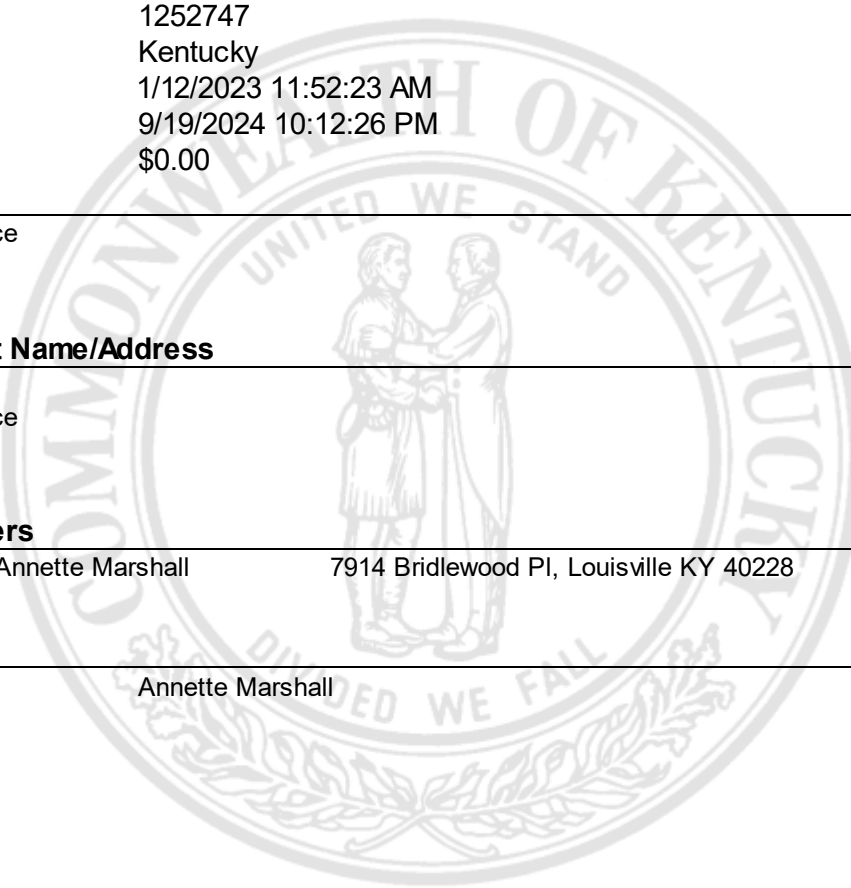 1252747
Kentucky
1/12/2023 11:52:23 AM
9/19/2024 10:12:26 PM
$0.00
ce
t Name/Address
ce
ers
Annette Marshall 7914 Bridlewood Pl, Louisville KY 40228
Annette Marshall
COMMONWEALTH OF KENTUCKY
UNITED WE STAND
DIVIDED WE FALL